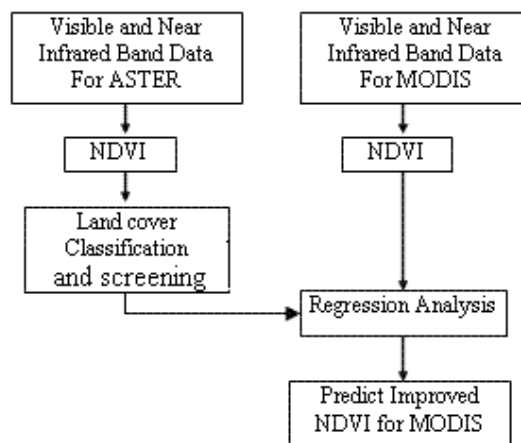 Visible and Near
Infrared Band Data
For ASTER
Visible and Near
Infrared Band Data
For MODIS
NDVI
NDVI
Land cover
Classification
and screening
Regression Analysis
Predict Improved
NDVI for MODIS